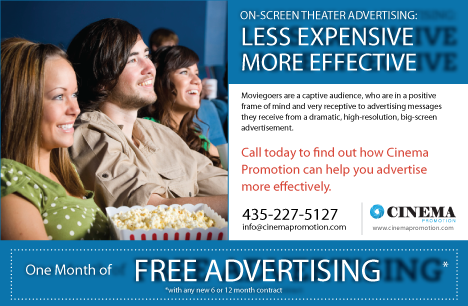 ON-SCREEN THEATER ADVERTISING:
LESS EXPENSIVE
MORE EFFECTIVE
Moviegoers are a captive audience, who are in a positive
frame of mind and very receptive to advertising messages
they receive from a dramatic, high-resolution, big-screen
advertisement.
Call today to find out how Cinema
Promotion can help you advertise
more effectively.
435-227-5127
info@cinemapromotion.com
CINEMA
PROMOTION
www.cinemapromotion.com
One Month of FREE ADVERTISING*
*with any new 6 or 12 month contract